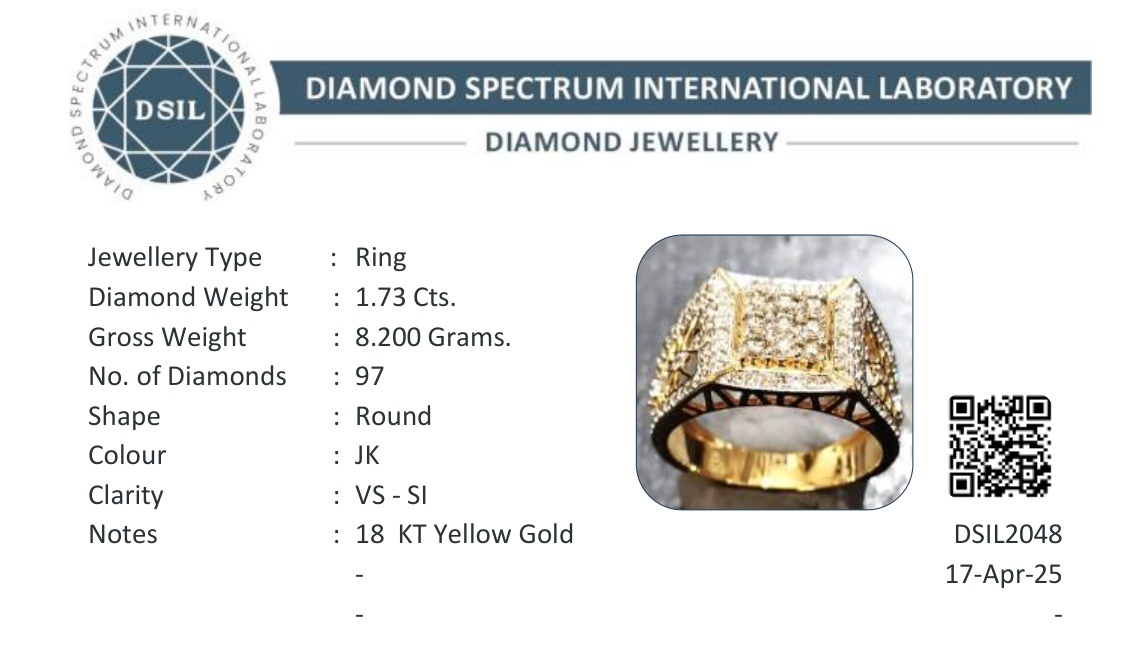 DIAMOND SPECTRUM INTERNATIONAL LABORATORY
DSIL
DIAMOND SPECTRUM INTERNATIONAL LABORATORY
DIAMOND JEWELLERY
Jewellery Type : Ring
Diamond Weight : 1.73 Cts.
Gross Weight : 8.200 Grams.
No. of Diamonds : 97
Shape : Round
Colour : JK
Clarity : VS - SI
Notes : 18 KT Yellow Gold
-
-
DSIL2048
17-Apr-25
-